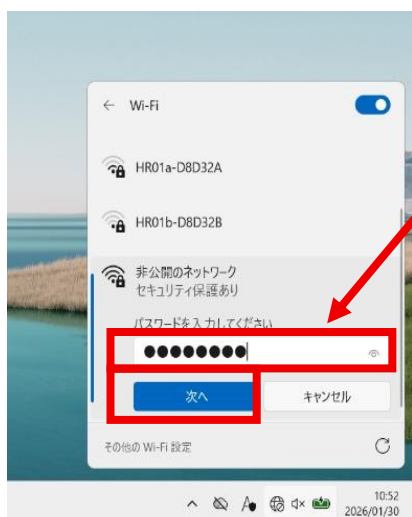 ← Wi-Fi
HR01a-D8D32A
HR01b-D8D32B
非公開のネットワーク
セキュリティ保護あり
パスワードを入力してください
●●●●●●●●
次へ
キャンセル
その他の Wi-Fi 設定
10:52
2026/01/30